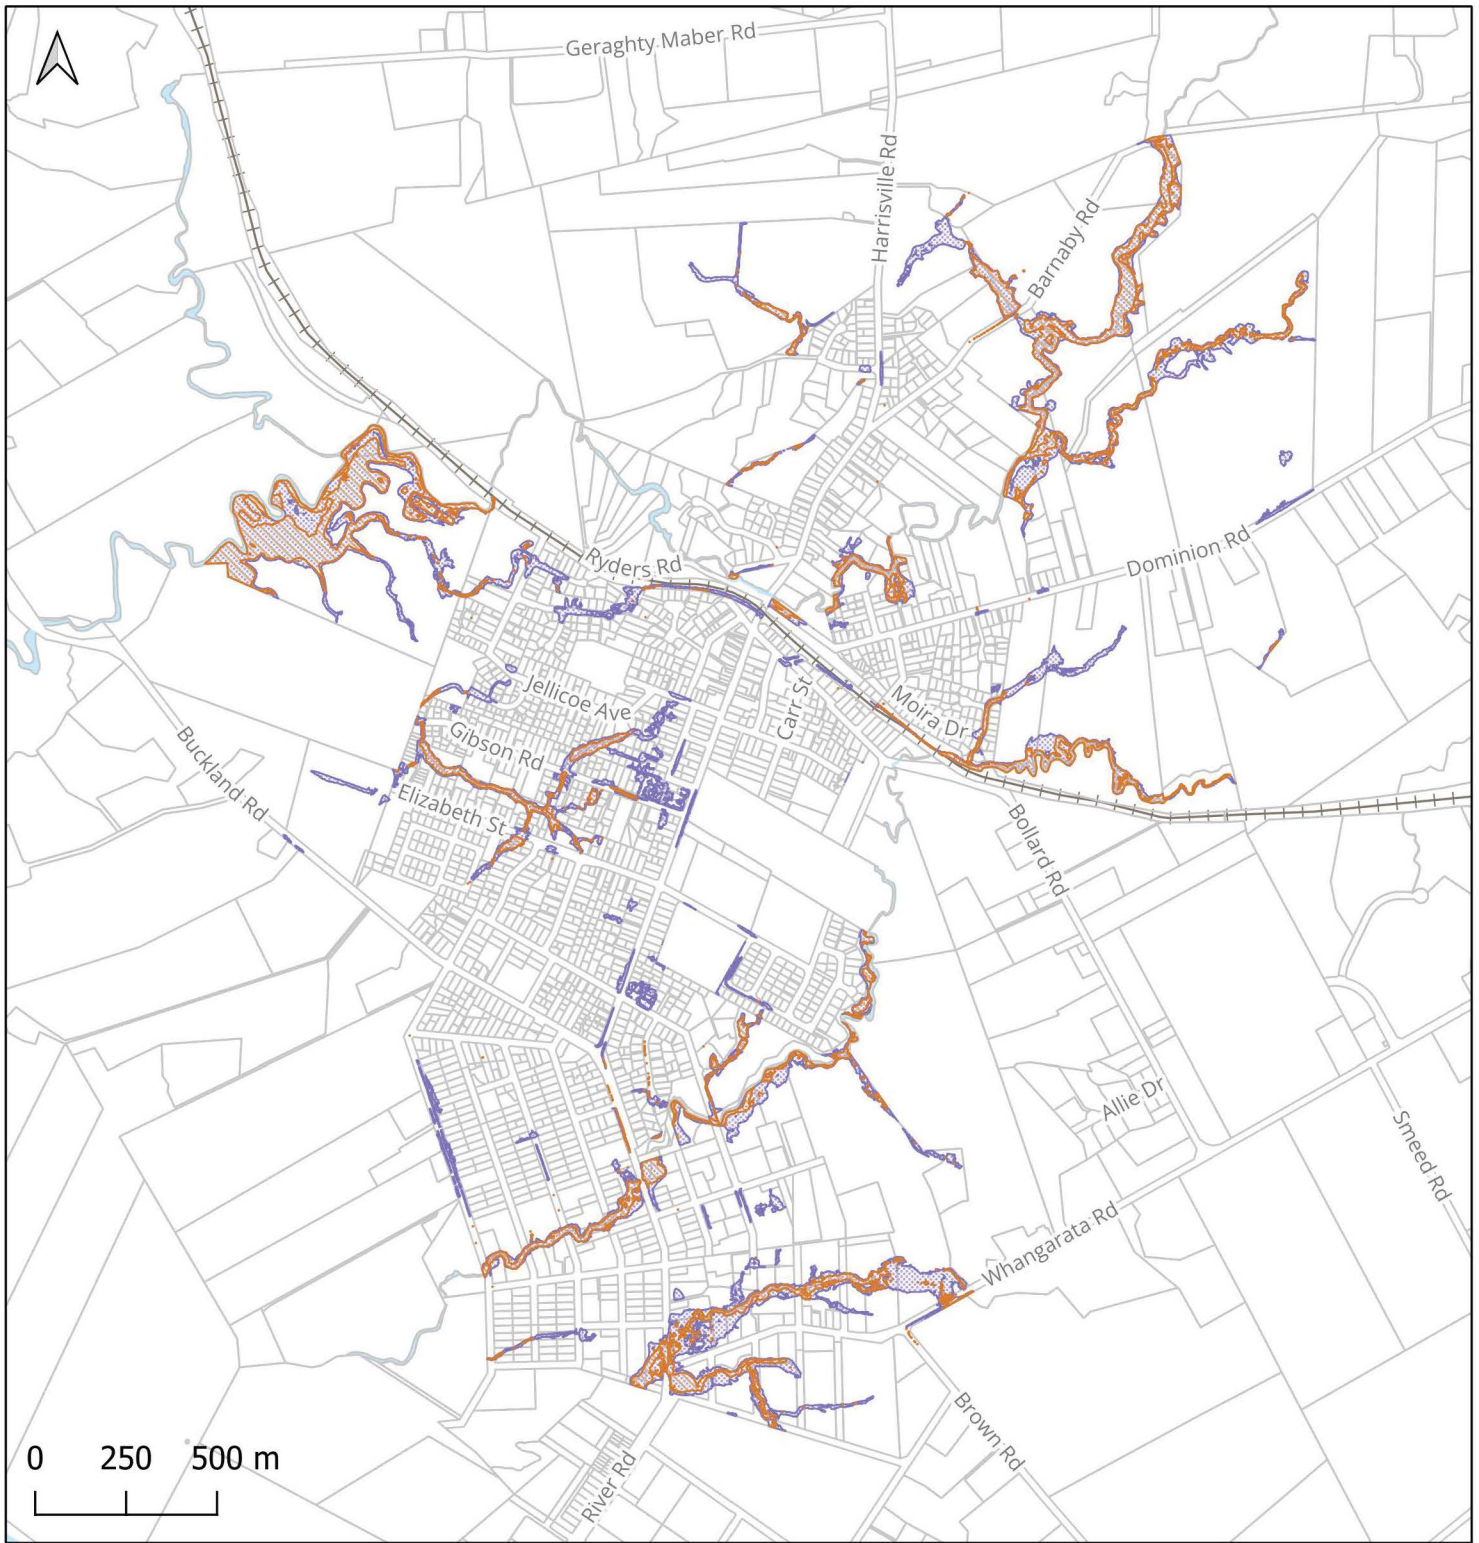 Geraghty Maber Rd
Harrisville Rd
Barnaby Rd
Ryders Rd
Dominion Rd
Jellicoe Ave
Carr St
Moira Dr
Gibson Rd
Buckland Rd
Elizabeth St
Bollard Rd
Allie Dr
Smeed Rd
Whangarata Rd
Brown Rd
River Rd
0 250 500 m